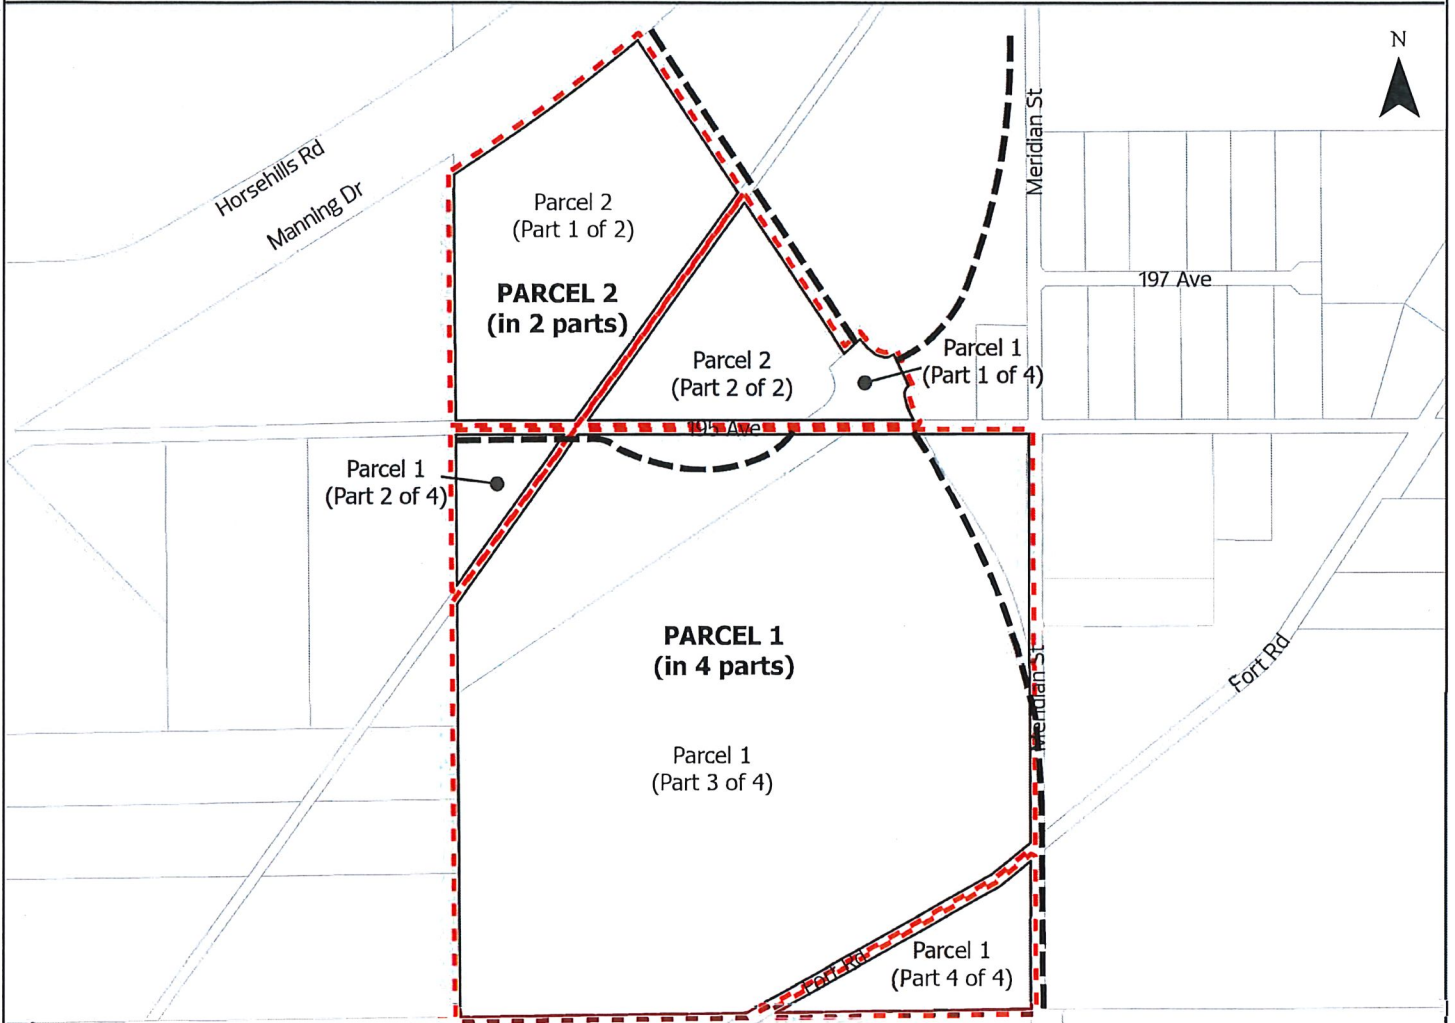 N
Meridian St
Horsehills Rd
Manning Dr
Parcel 2
(Part 1 of 2)
197 Ave
PARCEL 2
(in 2 parts)
Parcel 2
(Part 2 of 2)
Parcel 1
(Part 1 of 4)
195 Ave
Parcel 1
(Part 2 of 4)
PARCEL 1
(in 4 parts)
Meridian St
Fort Rd
Parcel 1
(Part 3 of 4)
Parcel 1
(Part 4 of 4)
Fort Rd